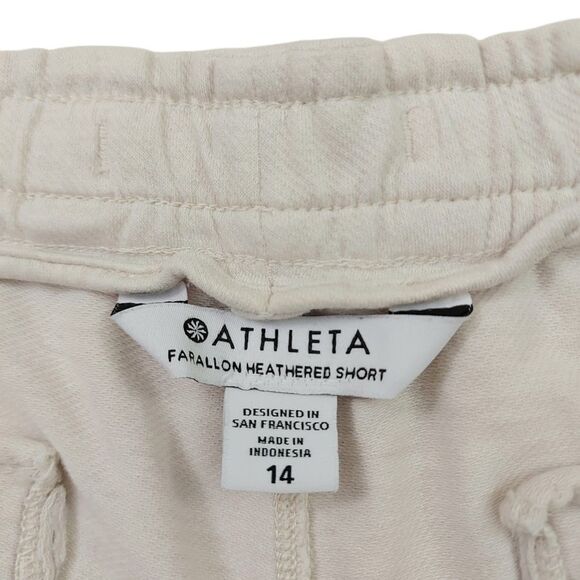 ATHLETA
FARALLON HEATHERED SHORT
DESIGNED IN
SAN FRANCISCO
MADE IN
INDONESIA
14